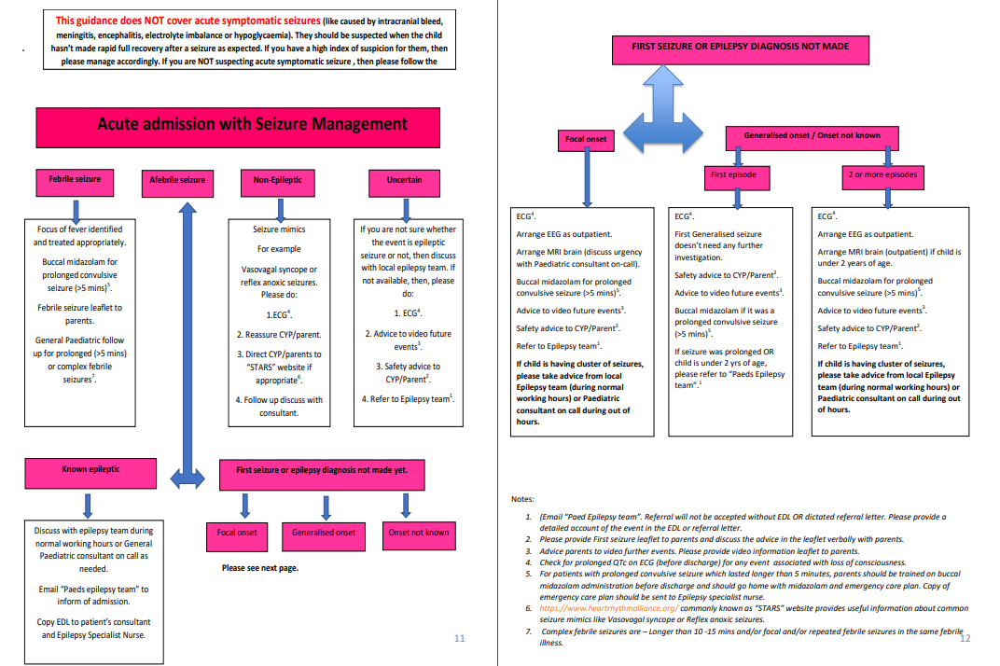 This guidance does NOT cover acute symptomatic seizures (like caused by intracranial bleed,
meningitis, encephalitis, electrolyte imbalance or hypoglycaemia). They should be suspected when the child
hasn't made rapid full recovery after a seizure as expected. If you have a high index of suspicion for them, then
please manage accordingly. If you are NOT suspecting acute symptomatic seizure , then please follow the
.
Acute admission with Seizure Management
Febrile seizure
Afebrile seizure
Non-Epileptic
Uncertain
Focus of fever identified
and treated appropriately.
Buccal midazolam for
prolonged convulsive
seizure (>5 mins)5.
Febrile seizure leaflet to
parents.
General Paediatric follow
up for prolonged (>5 mins)
or complex febrile
seizures7.
Seizure mimics
For example
Vasovagal syncope or
reflex anoxic seizures.
Please do:
1.ECG4.
2. Reassure CYP/parent.
3. Direct CYP/parents to
"STARS" website if
appropriate6.
4. Follow up discuss with
consultant.
If you are not sure whether
the event is epileptic
seizure or not, then discuss
with local epilepsy team. If
not available, then, please
do:
1. ECG4.
2. Advice to video future
events3.
3. Safety advice to
CYP/Parent2.
4. Refer to Epilepsy team1.
Known epileptic
First seizure or epilepsy diagnosis not made yet.
Discuss with epilepsy team during
normal working hours or General
Paediatric consultant on call as
needed.
Email "Paeds epilepsy team" to
inform of admission.
Copy EDL to patient's consultant
and Epilepsy Specialist Nurse.
Focal onset
Generalised onset
Onset not known
Please see next page.
11
FIRST SEIZURE OR EPILEPSY DIAGNOSIS NOT MADE
Focal onset
Generalised onset / Onset not known
First episode
2 or more episodes
ECG4.
Arrange EEG as outpatient.
Arrange MRI brain (discuss urgency
with Paediatric consultant on-call).
Buccal midazolam for prolonged
convulsive seizure (>5 mins)5.
Advice to video future events3.
Safety advice to CYP/Parent2.
Refer to Epilepsy team1.
If child is having cluster of seizures,
please take advice from local
Epilepsy team (during normal
working hours) or Paediatric
consultant on call during out of
hours.
ECG4.
First Generalised seizure
doesn't need any further
investigation.
Safety advice to CYP/Parent2.
Advice to video future events3.
Buccal midazolam if it was a
prolonged convulsive seizure
(>5 mins)5.
If seizure was prolonged OR
child is under 2 yrs of age,
please refer to "Paeds Epilepsy
team".1
ECG4.
Arrange EEG as outpatient.
Arrange MRI brain (outpatient) if child is
under 2 years of age.
Buccal midazolam for prolonged
convulsive seizure (>5 mins)5.
Advice to video future events3.
Safety advice to CYP/Parent2.
Refer to Epilepsy team1.
If child is having cluster of seizures,
please take advice from local Epilepsy
team (during normal working hours) or
Paediatric consultant on call during out
of hours.
Notes:
1. (Email "Paed Epilepsy team". Referral will not be accepted without EDL OR dictated referral letter. Please provide a
detailed account of the event in the EDL or referral letter.
2. Please provide First seizure leaflet to parents and discuss the advice in the leaflet verbally with parents.
3. Advice parents to video further events. Please provide video information leaflet to parents.
4. Check for prolonged QTc on ECG (before discharge) for any event associated with loss of consciousness.
5. For patients with prolonged convulsive seizure which lasted longer than 5 minutes, parents should be trained on buccal
midazolam administration before discharge and should go home with midazolam and emergency care plan. Copy of
emergency care plan should be sent to Epilepsy specialist nurse.
6. https://www.heartrhythmalliance.org/ commonly known as "STARS" website provides useful information about common
seizure mimics like Vasovagal syncope or Reflex anoxic seizures.
7. Complex febrile seizures are – Longer than 10 -15 mins and/or focal and/or repeated febrile seizures in the same febrile
illness.
12